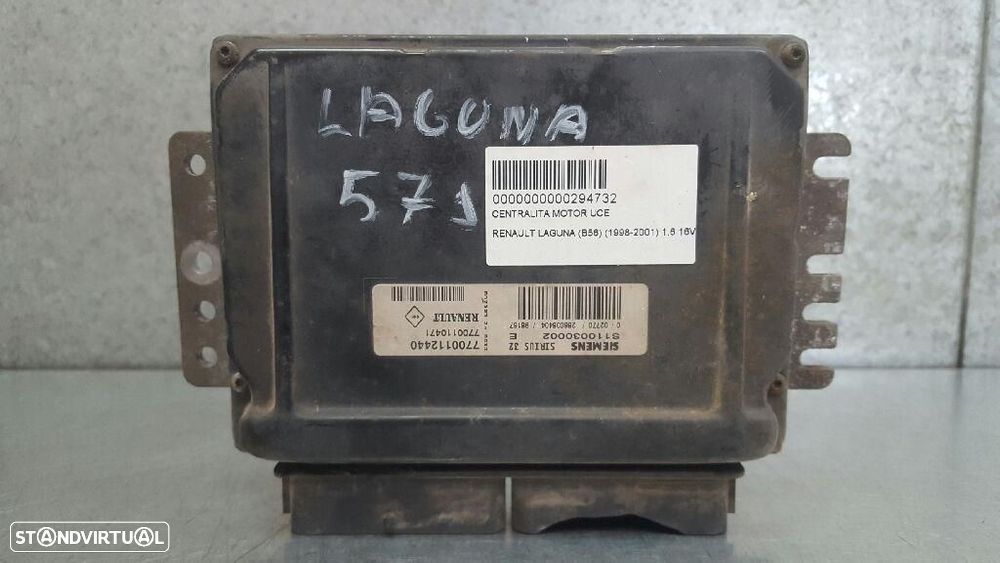 LAGUNA
571
0000000000294732
CENTRALITA MOTOR UCE
RENAULT LAGUNA (B56) (1998-2001) 1.6 16V
SIEMENS
SIRIUS 32
S110030002 E
0 / 02770 / 286036404 / 98157
7700112440
7700110471
RENAULT
STANDVIRTUAL